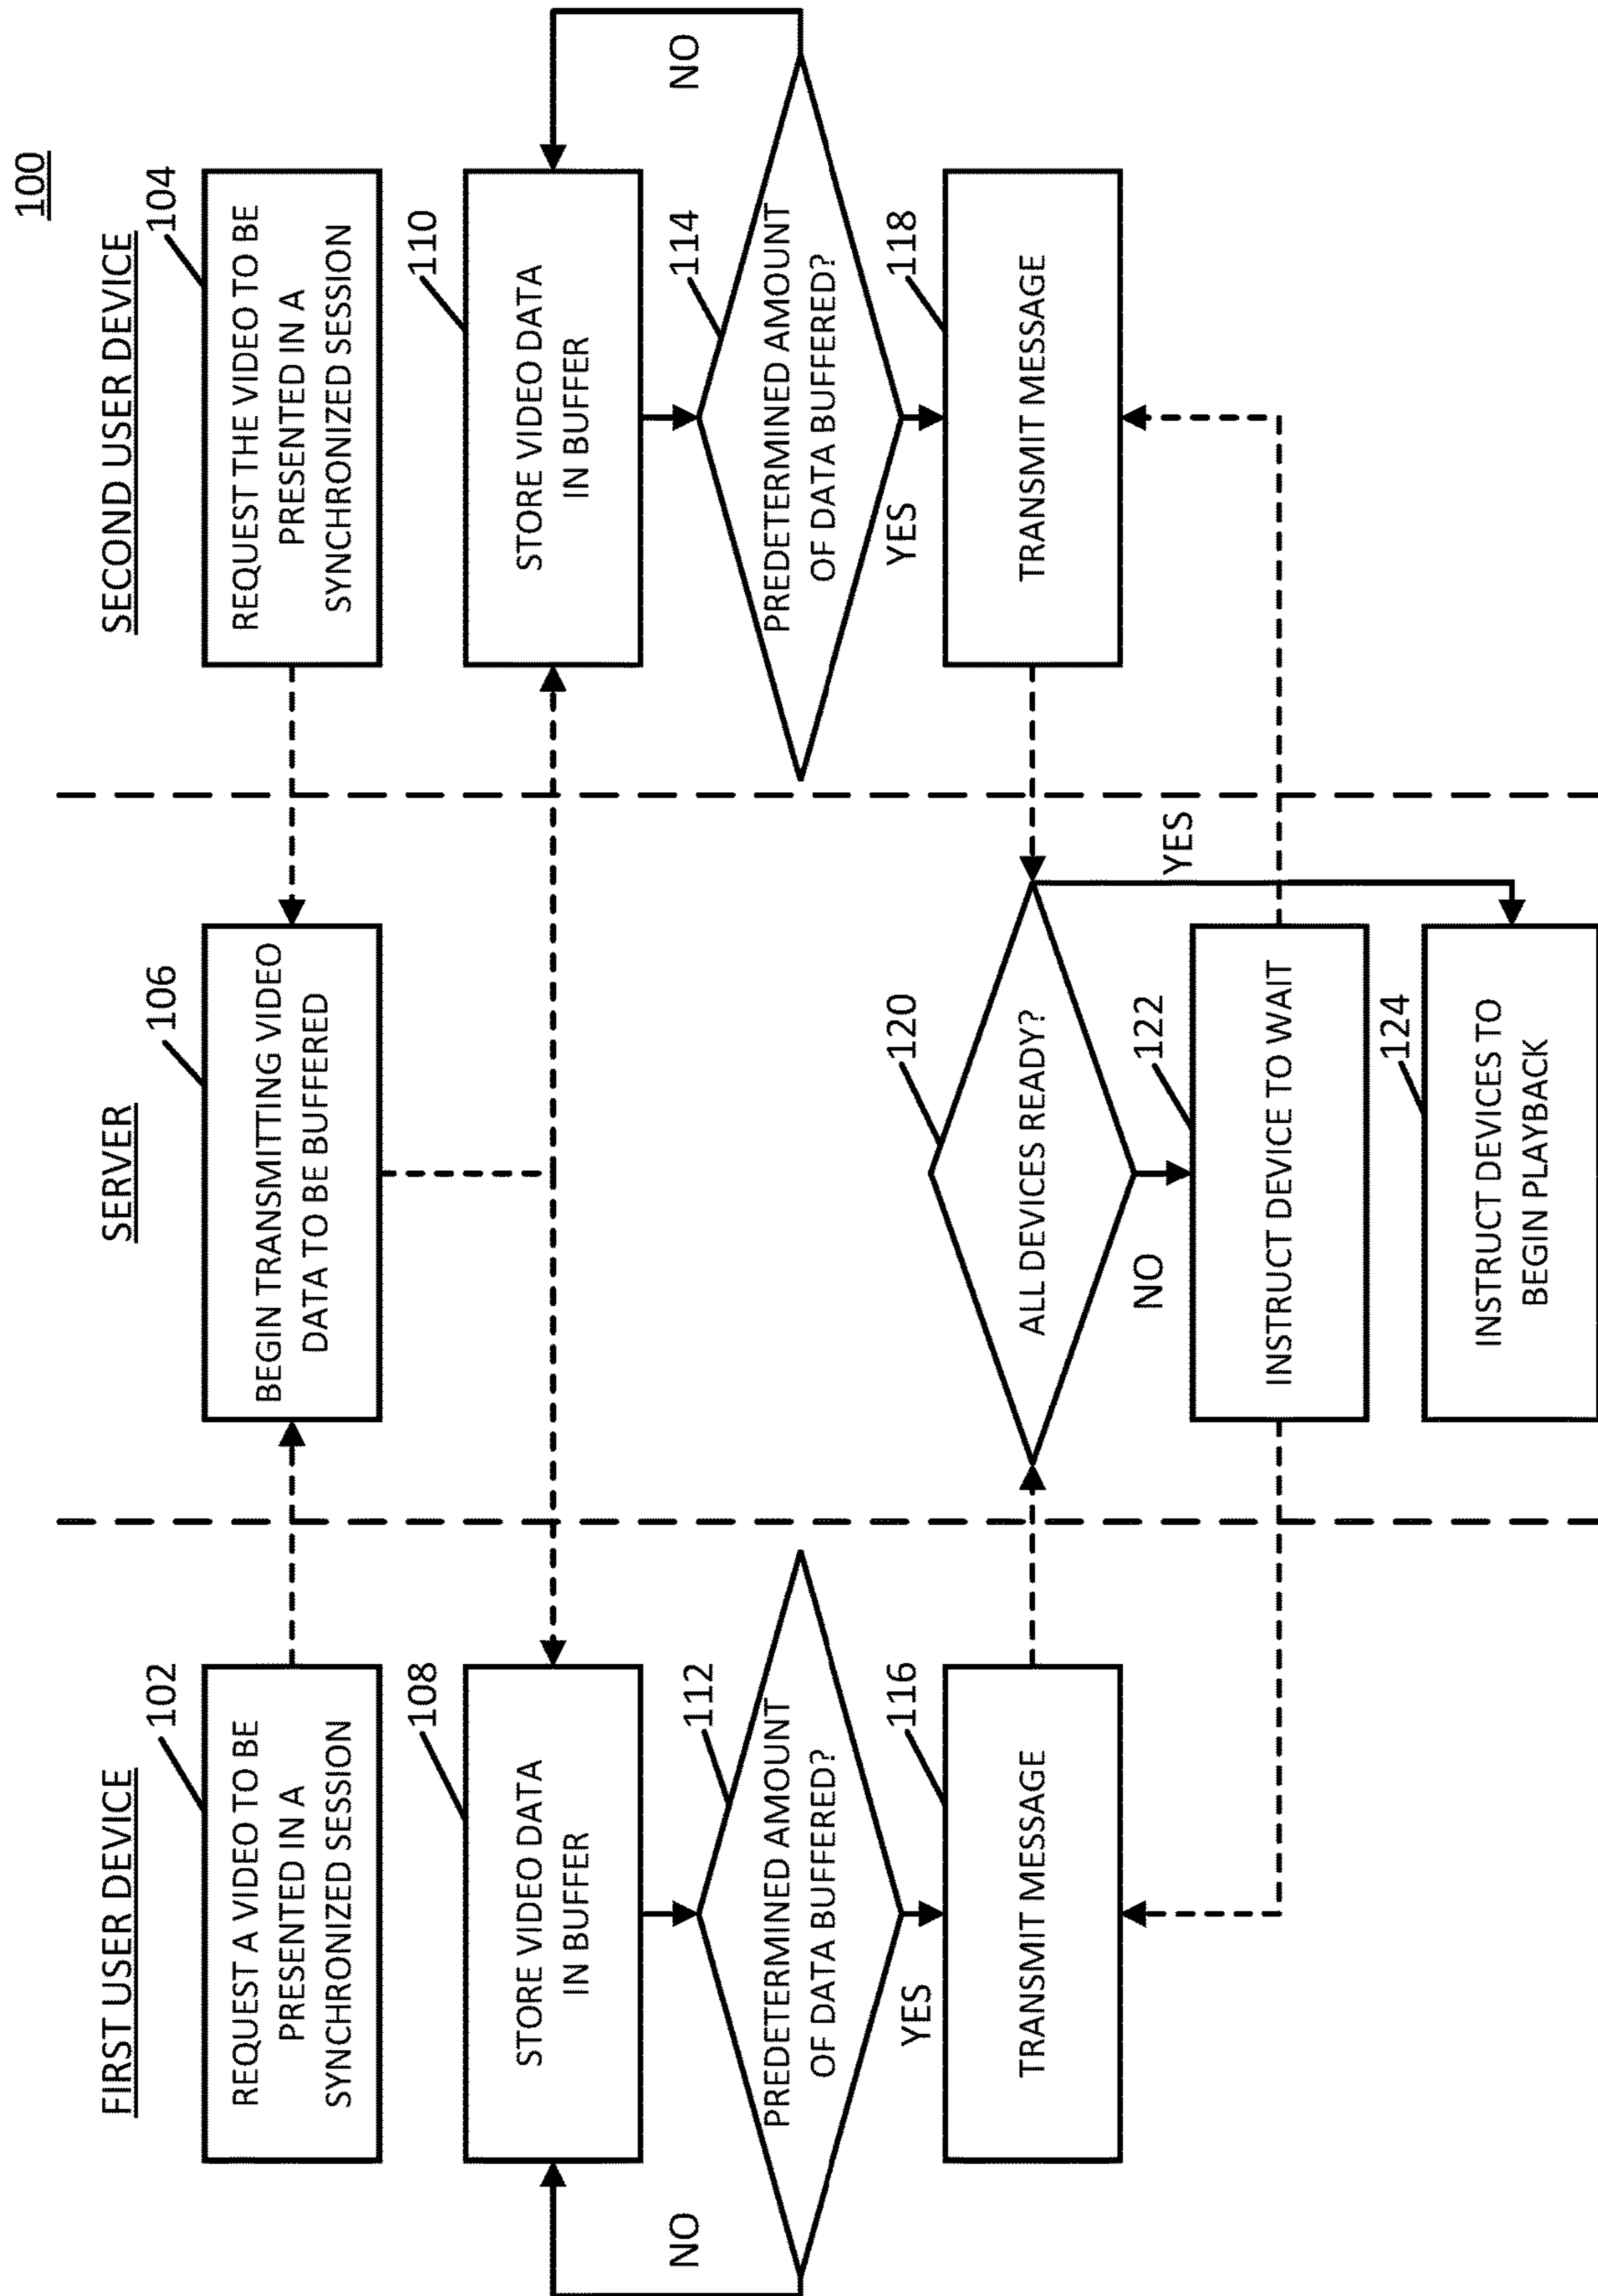 100
FIRST USER DEVICE
SERVER
SECOND USER DEVICE
102
REQUEST A VIDEO TO BE
PRESENTED IN A
SYNCHRONIZED SESSION
106
BEGIN TRANSMITTING VIDEO
DATA TO BE BUFFERED
104
REQUEST THE VIDEO TO BE
PRESENTED IN A
SYNCHRONIZED SESSION
108
STORE VIDEO DATA
IN BUFFER
110
STORE VIDEO DATA
IN BUFFER
NO
112
PREDETERMINED AMOUNT
OF DATA BUFFERED?
YES
114
PREDETERMINED AMOUNT
OF DATA BUFFERED?
NO
YES
116
TRANSMIT MESSAGE
120
ALL DEVICES READY?
118
TRANSMIT MESSAGE
NO
YES
122
INSTRUCT DEVICE TO WAIT
124
INSTRUCT DEVICES TO
BEGIN PLAYBACK